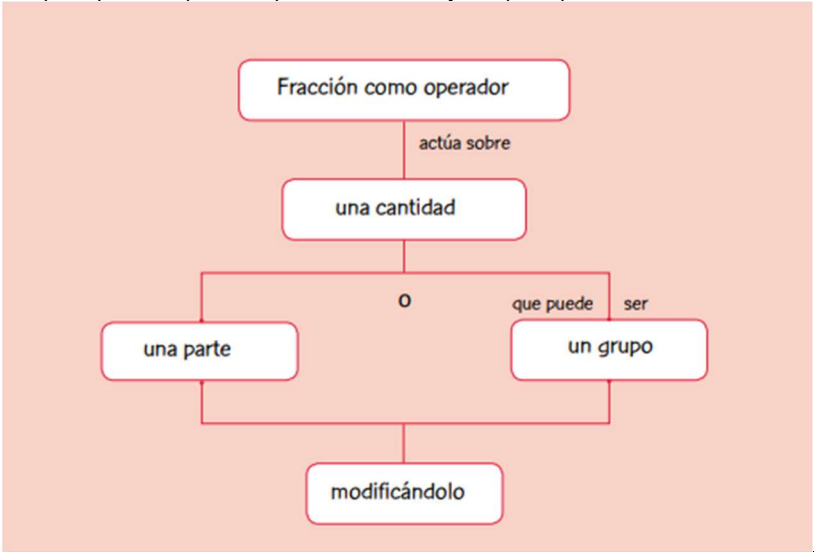 Fracción como operador
actúa sobre
una cantidad
o
que puede ser
una parte
un grupo
modificándolo